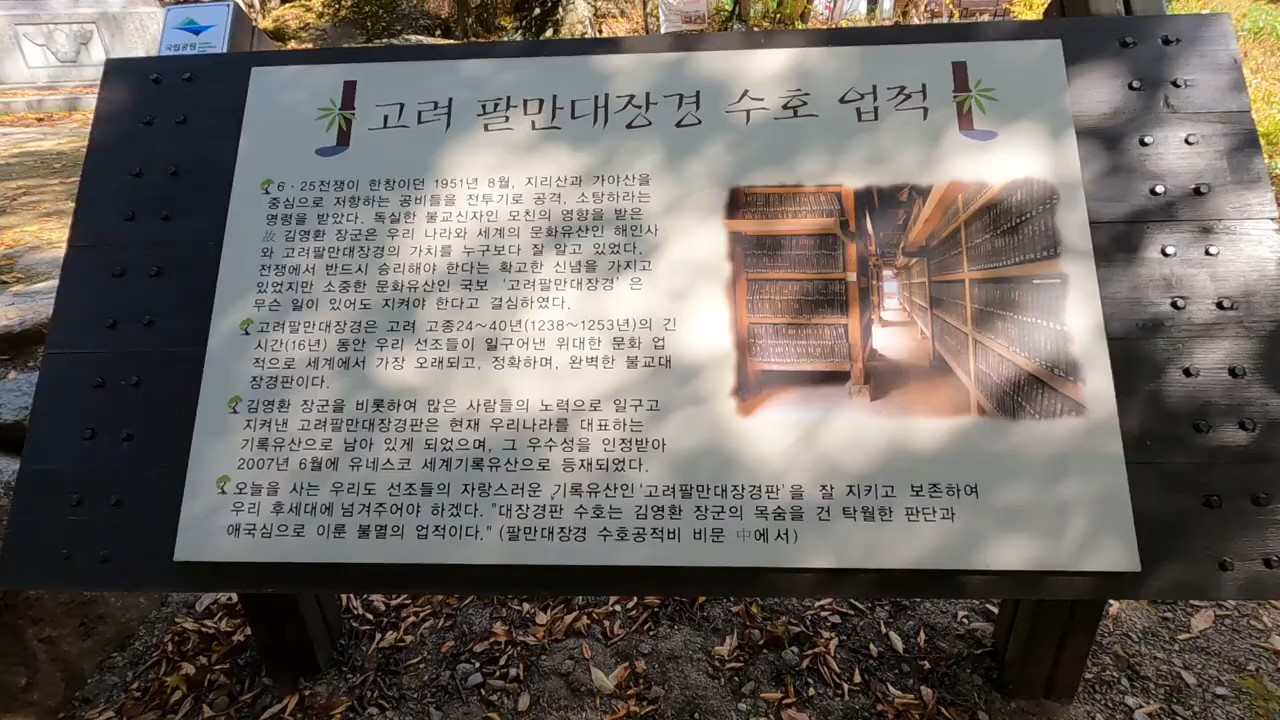 국립공원
고려 팔만대장경 수호 업적
6·25전쟁이 한창이던 1951년 8월, 지리산과 가야산을
중심으로 저항하는 공비들을 전투기로 공격, 소탕하라는
명령을 받았다. 독실한 불교신자인 모친의 영향을 받은
故 김영환 장군은 우리 나라와 세계의 문화유산인 해인사
와 고려팔만대장경의 가치를 누구보다 잘 알고 있었다.
전쟁에서 반드시 승리해야 한다는 확고한 신념을 가지고
있었지만 소중한 문화유산인 국보 '고려팔만대장경' 은
무슨 일이 있어도 지켜야 한다고 결심하였다.
고려팔만대장경은 고려 고종24~40년(1238~1253년)의 긴
시간(16년) 동안 우리 선조들이 일구어낸 위대한 문화 업
적으로 세계에서 가장 오래되고, 정확하며, 완벽한 불교대
장경판이다.
김영환 장군을 비롯하여 많은 사람들의 노력으로 일구고
지켜낸 고려팔만대장경판은 현재 우리나라를 대표하는
기록유산으로 남아 있게 되었으며, 그 우수성을 인정받아
2007년 6월에 유네스코 세계기록유산으로 등재되었다.
오늘을 사는 우리도 선조들의 자랑스러운 기록유산인 '고려팔만대장경판'을 잘 지키고 보존하여
우리 후세대에 넘겨주어야 하겠다. "대장경판 수호는 김영환 장군의 목숨을 건 탁월한 판단과
애국심으로 이룬 불멸의 업적이다." (팔만대장경 수호공적비 비문 中에서)